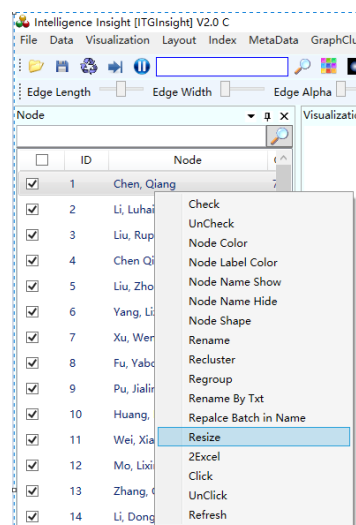 Intelligence Insight [ITGInsight] V2.0 C
File Data Visualization Layout Index MetaData GraphClu
Edge Length Edge Width Edge Alpha
Node Visualizati
ID Node
1 Chen, Qiang 7
2 Li, Luhai
3 Liu, Rup
4 Chen Qi
5 Liu, Zho
6 Yang, Li
7 Xu, Wer
8 Fu, Yabo
9 Pu, Jialin
10 Huang,
11 Wei, Xia
12 Mo, Lixi
13 Zhang,
14 Li, Dong
Check
UnCheck
Node Color
Node Label Color
Node Name Show
Node Name Hide
Node Shape
Rename
Recluster
Regroup
Rename By Txt
Repalce Batch in Name
Resize
2Excel
Click
UnClick
Refresh